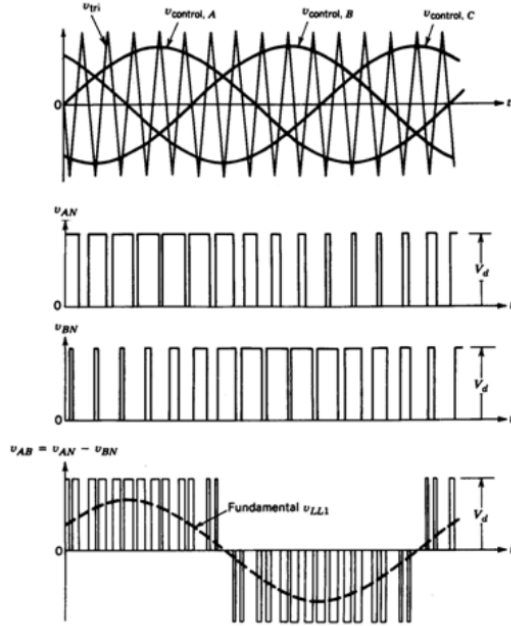 v_tri
v_control, A
v_control, B
v_control, C
0
t
v_AN
V_d
0
t
v_BN
V_d
0
t
v_AB = v_AN − v_BN
Fundamental v_LL1
V_d
0
t